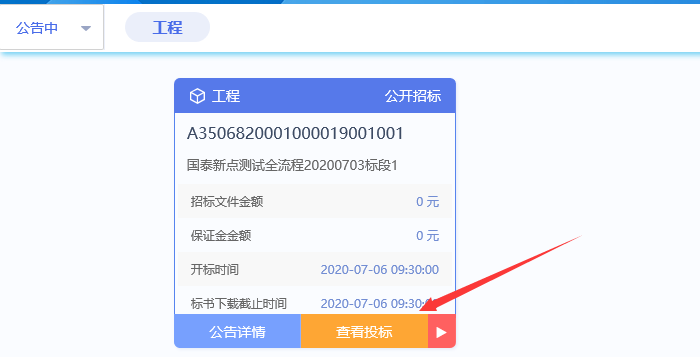 公告中 工程
工程 公开招标
A3506820001000019001001
国泰新点测试全流程20200703标段1
招标文件金额 0 元
保证金金额 0 元
开标时间 2020-07-06 09:30:00
标书下载截止时间 2020-07-06 09:30:00
公告详情 查看投标